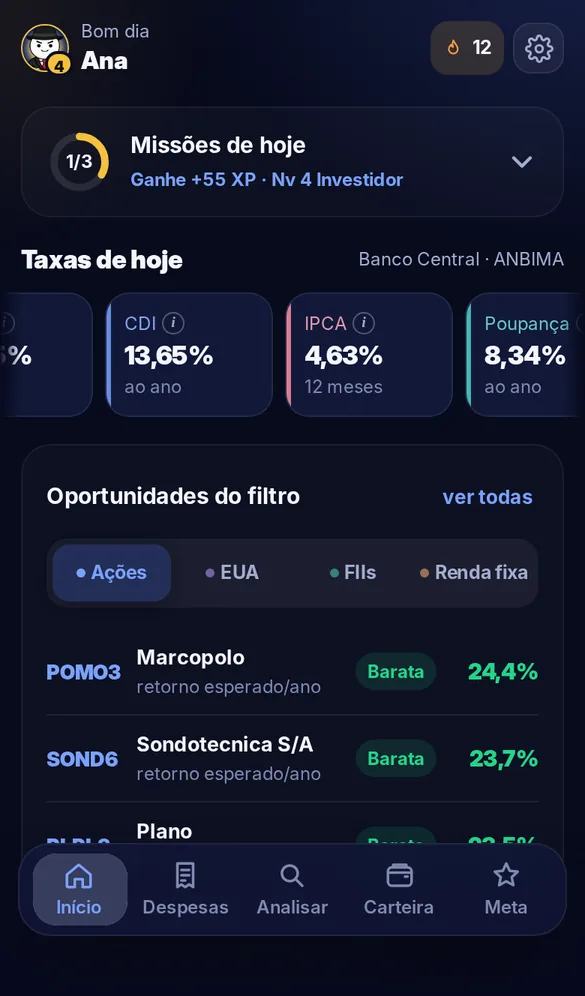 Bom dia
Ana
4
12
1/3
Missões de hoje
Ganhe +55 XP · Nv 4 Investidor
Taxas de hoje
Banco Central · ANBIMA
%
CDI i
13,65%
ao ano
IPCA i
4,63%
12 meses
Poupança
8,34%
ao ano
Oportunidades do filtro
ver todas
Ações
EUA
FIIs
Renda fixa
POMO3
Marcopolo
retorno esperado/ano
Barata
24,4%
SOND6
Sondotecnica S/A
retorno esperado/ano
Barata
23,7%
Plano
Início
Despesas
Analisar
Carteira
Meta